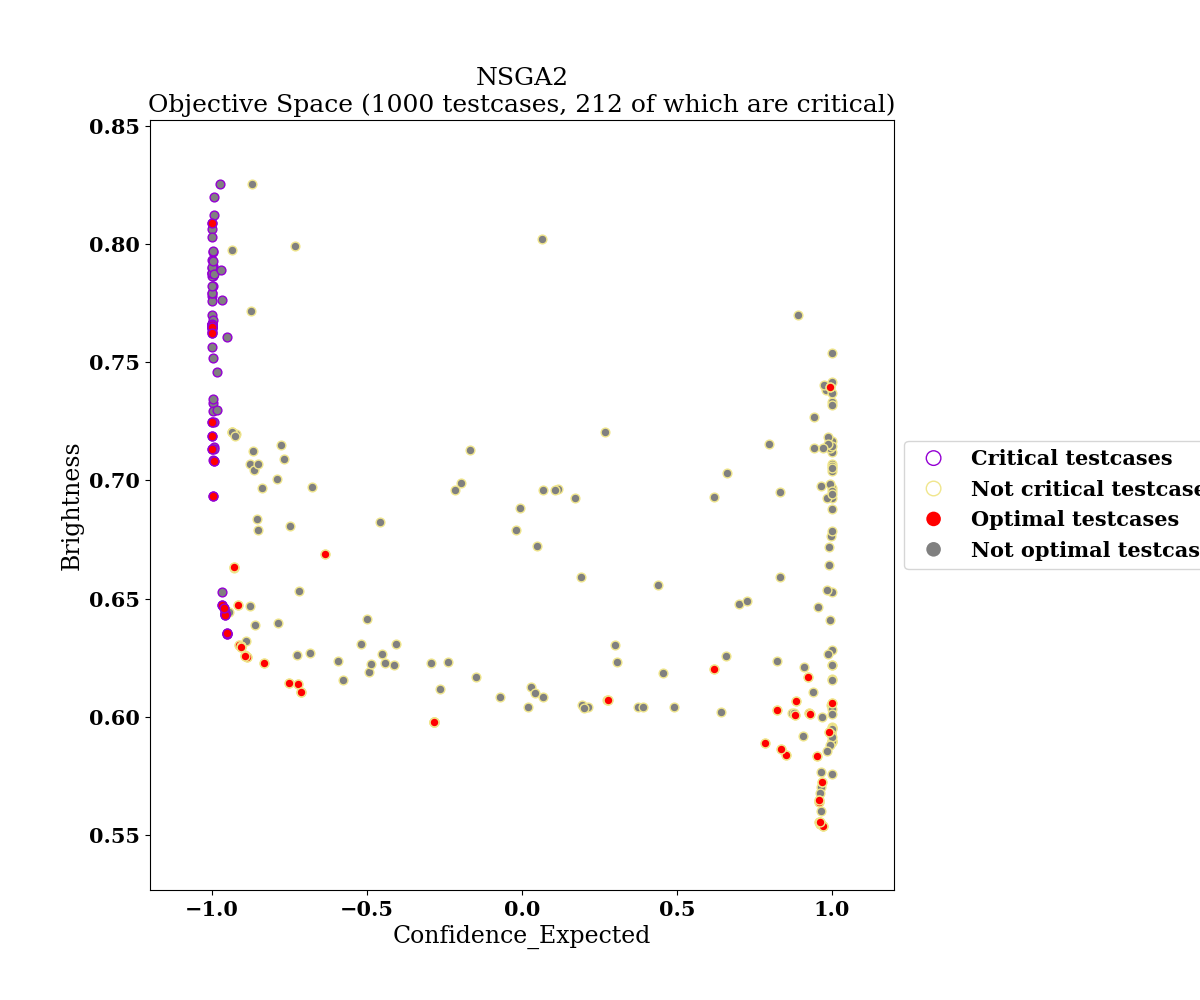 NSGA2
Objective Space (1000 testcases, 212 of which are critical)
0.85
0.80
0.75
0.70
0.65
0.60
0.55
Brightness
−1.0
−0.5
0.0
0.5
1.0
Confidence_Expected
Critical testcases
Not critical testcase
Optimal testcases
Not optimal testcas